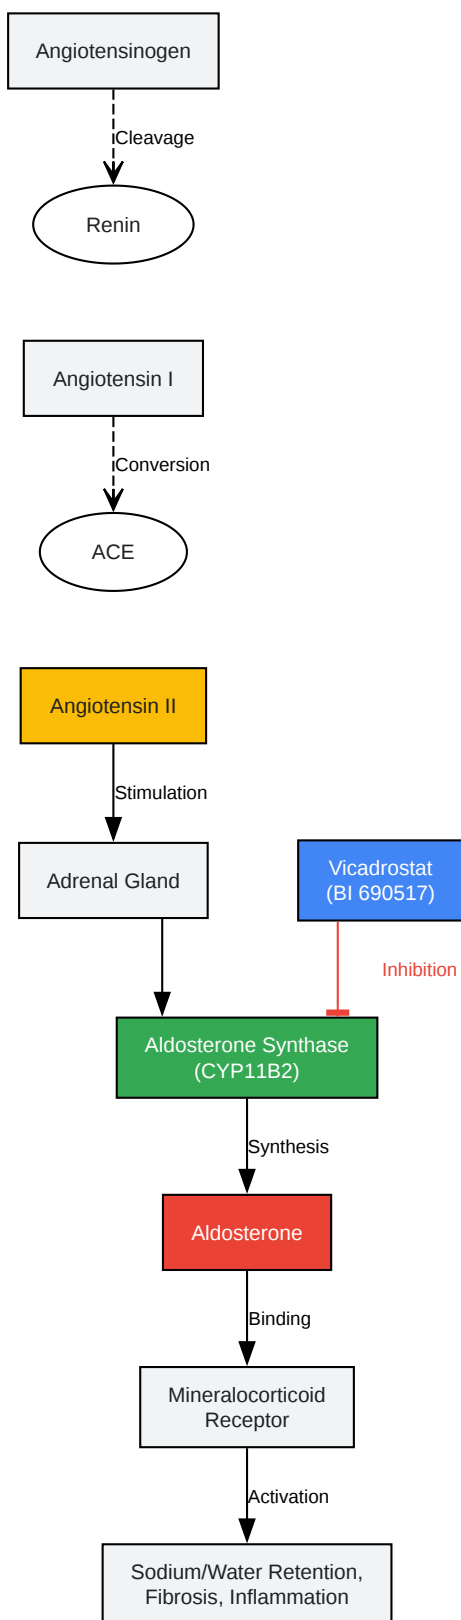 Angiotensinogen
Cleavage
Renin
Angiotensin I
Conversion
ACE
Angiotensin II
Stimulation
Adrenal Gland
Vicadrostat
(BI 690517)
Inhibition
Aldosterone Synthase
(CYP11B2)
Synthesis
Aldosterone
Binding
Mineralocorticoid
Receptor
Activation
Sodium/Water Retention,
Fibrosis, Inflammation